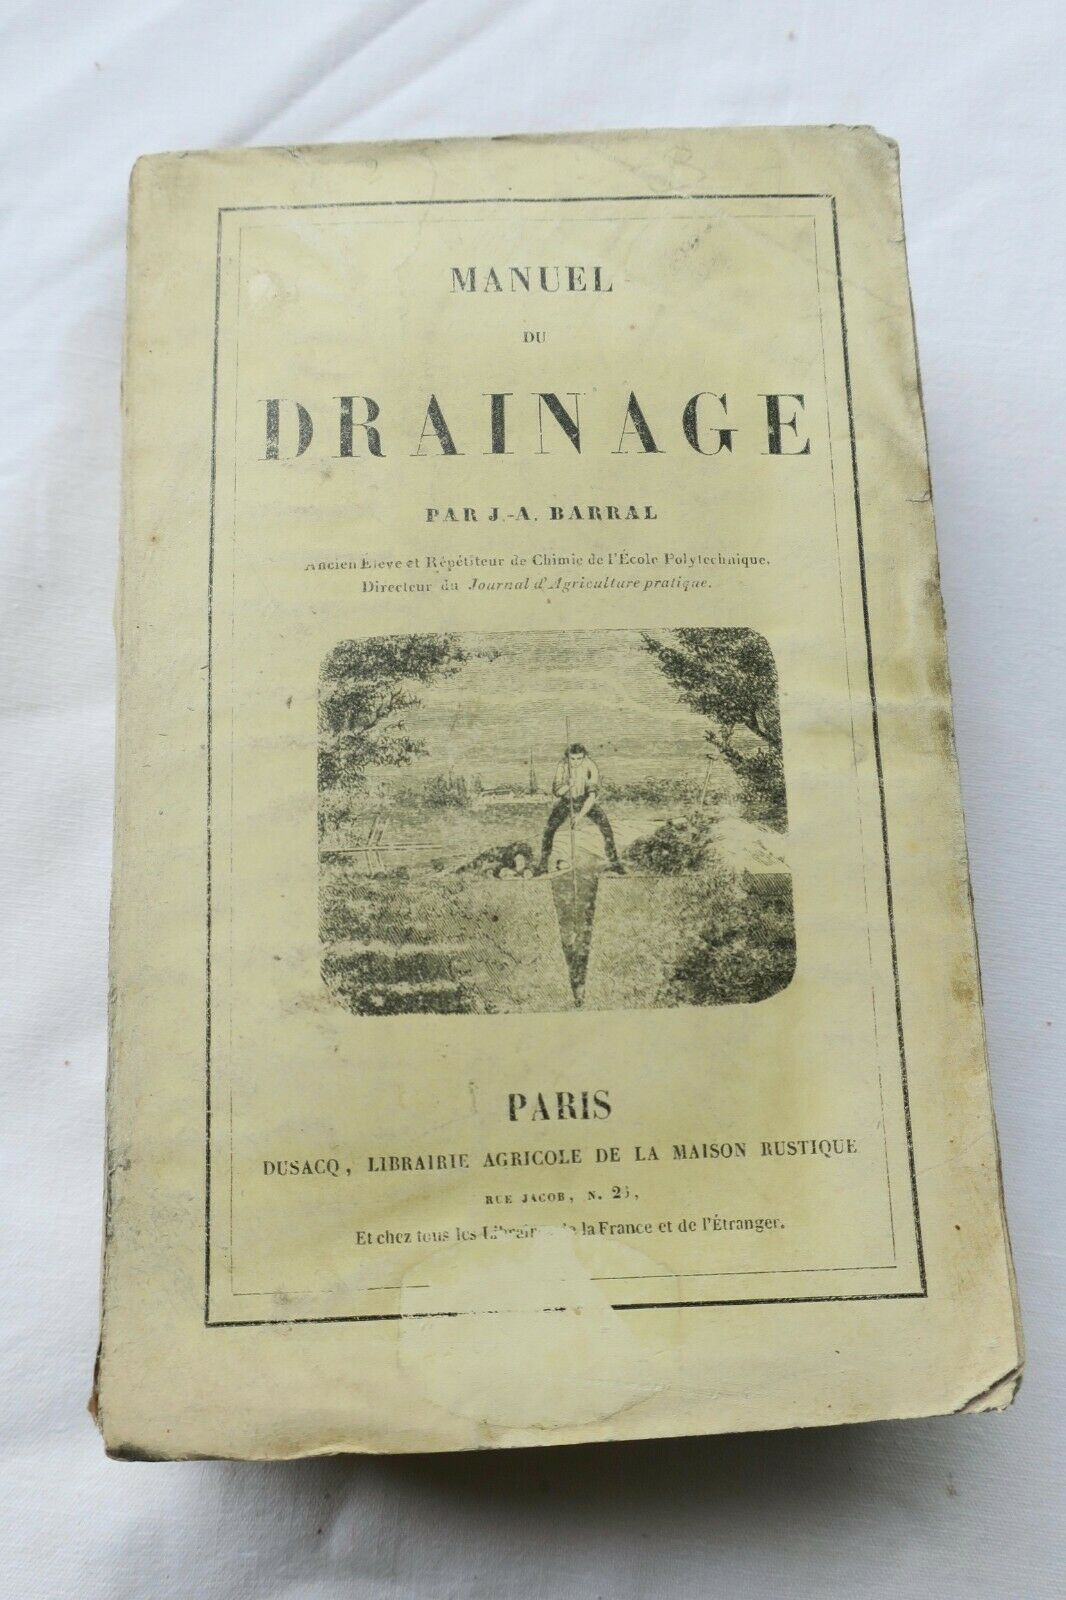 MANUEL
DU
DRAINAGE
PAR J.-A. BARRAL
Ancien Élève et Répétiteur de Chimie de l'École Polytechnique,
Directeur du Journal d'Agriculture pratique.
PARIS
DUSACQ, LIBRAIRIE AGRICOLE DE LA MAISON RUSTIQUE
RUE JACOB, N.
Et chez tous les la France et de l'Étranger.